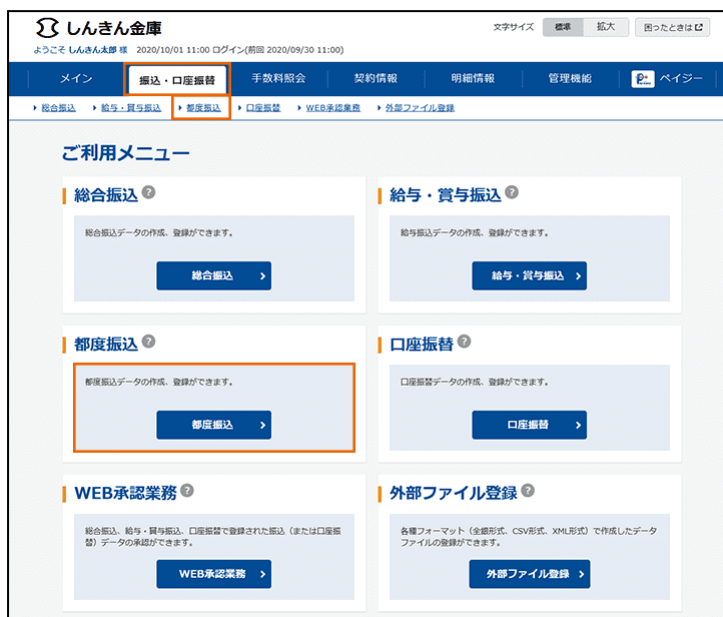 しんきん金庫
文字サイズ 標準 拡大 困ったときは
ようこそ しんきん太郎 様 2020/10/01 11:00 ログイン(前回 2020/09/30 11:00)
メイン 振込・口座振替 手数料照会 契約情報 明細情報 管理機能 ペイジー
総合振込 給与・賞与振込 都度振込 口座振替 WEB承認業務 外部ファイル登録
ご利用メニュー
総合振込 ?
総合振込データの作成、登録ができます。
総合振込
給与・賞与振込 ?
給与振込データの作成、登録ができます。
給与・賞与振込
都度振込 ?
都度振込データの作成、登録ができます。
都度振込
口座振替 ?
口座振替データの作成、登録ができます。
口座振替
WEB承認業務 ?
総合振込、給与・賞与振込、口座振替で登録された振込（または口座振
替）データの承認ができます。
WEB承認業務
外部ファイル登録 ?
各種フォーマット（全銀形式、CSV形式、XML形式）で作成したデータ
ファイルの登録ができます。
外部ファイル登録